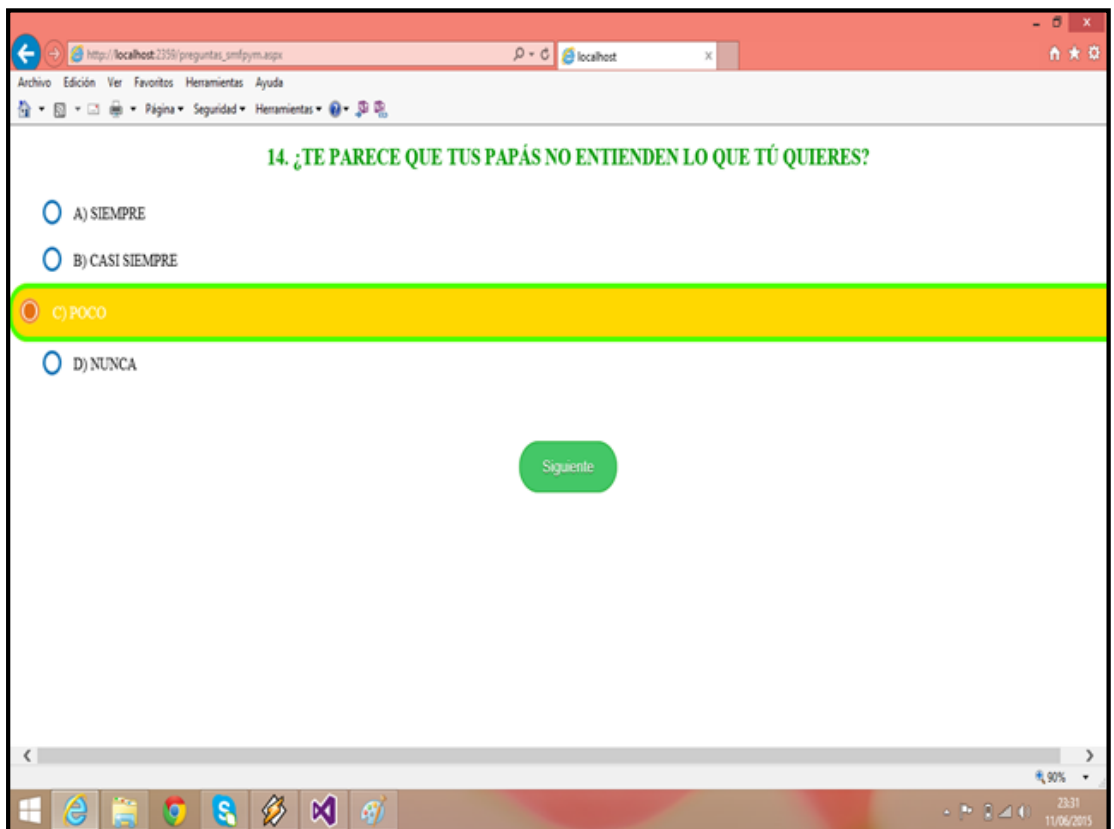 http://localhost:2359/preguntas_smfpym.aspx
localhost
Archivo Edición Ver Favoritos Herramientas Ayuda
Página Seguridad Herramientas
14. ¿TE PARECE QUE TUS PAPÁS NO ENTIENDEN LO QUE TÚ QUIERES?
A) SIEMPRE
B) CASI SIEMPRE
C) POCO
D) NUNCA
Siguiente
90%
23:31
11/06/2015